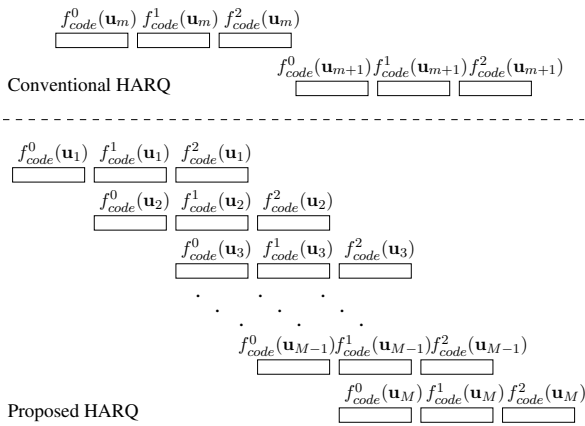 f^0_{code}(u_m) f^1_{code}(u_m) f^2_{code}(u_m)
f^0_{code}(u_{m+1}) f^1_{code}(u_{m+1}) f^2_{code}(u_{m+1})
Conventional HARQ
f^0_{code}(u_1) f^1_{code}(u_1) f^2_{code}(u_1)
f^0_{code}(u_2) f^1_{code}(u_2) f^2_{code}(u_2)
f^0_{code}(u_3) f^1_{code}(u_3) f^2_{code}(u_3)
f^0_{code}(u_{M−1}) f^1_{code}(u_{M−1}) f^2_{code}(u_{M−1})
f^0_{code}(u_M) f^1_{code}(u_M) f^2_{code}(u_M)
Proposed HARQ